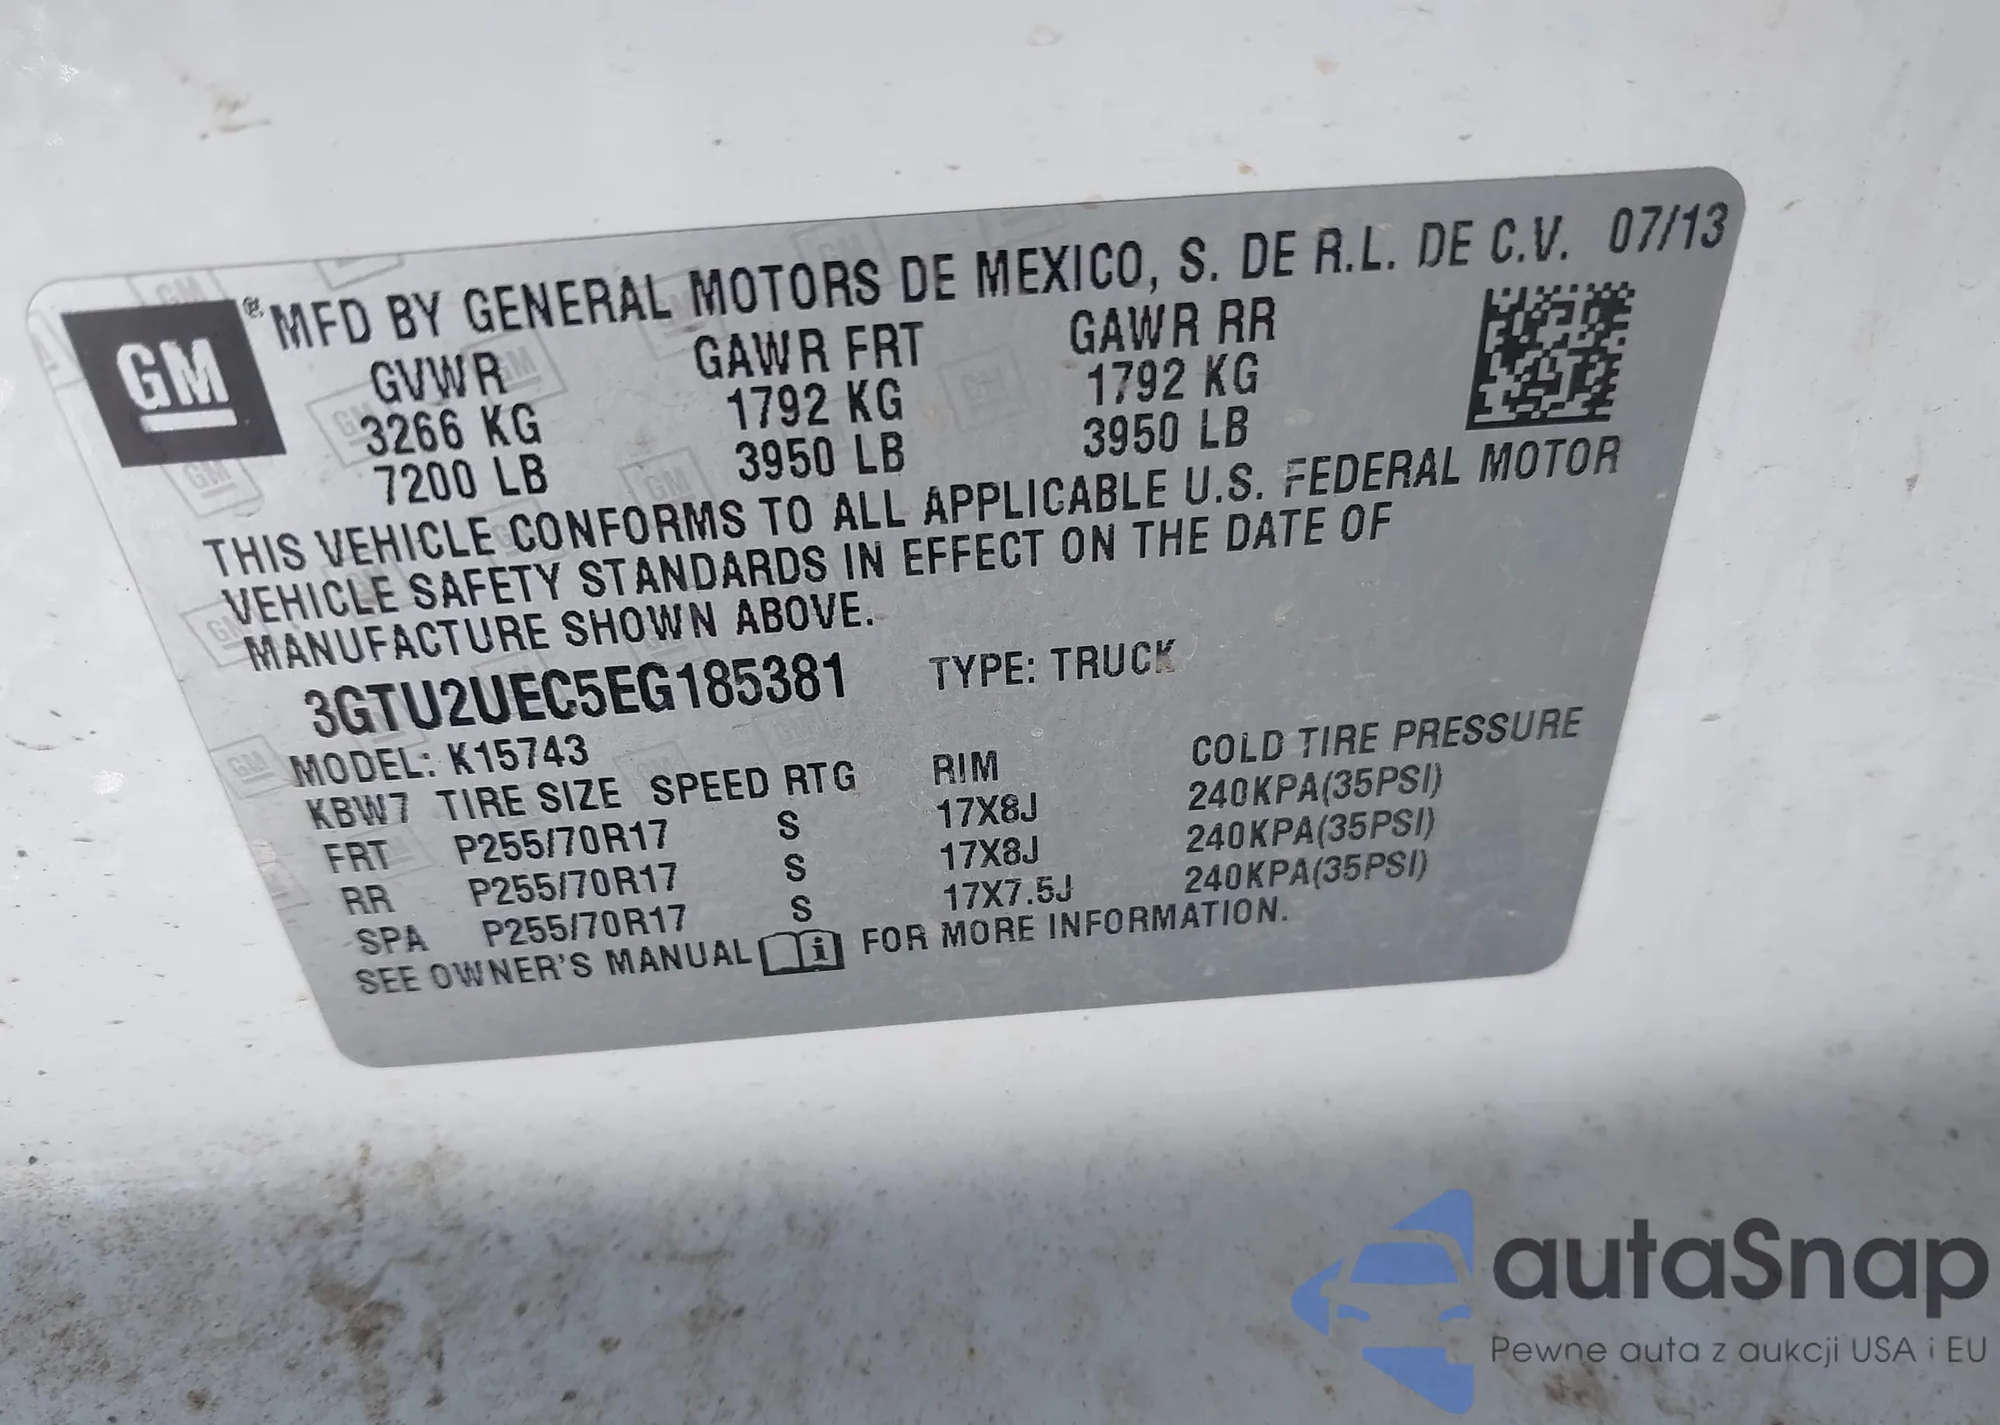 GM
® MFD BY GENERAL MOTORS DE MEXICO, S. DE R.L. DE C.V. 07/13
GVWR GAWR FRT GAWR RR
3266 KG 1792 KG 1792 KG
7200 LB 3950 LB 3950 LB
THIS VEHICLE CONFORMS TO ALL APPLICABLE U.S. FEDERAL MOTOR
VEHICLE SAFETY STANDARDS IN EFFECT ON THE DATE OF
MANUFACTURE SHOWN ABOVE.
3GTU2UEC5EG185381 TYPE: TRUCK
MODEL: K15743
KBW7 TIRE SIZE SPEED RTG RIM COLD TIRE PRESSURE
FRT P255/70R17 S 17X8J 240KPA(35PSI)
RR P255/70R17 S 17X8J 240KPA(35PSI)
SPA P255/70R17 S 17X7.5J 240KPA(35PSI)
SEE OWNER'S MANUAL i FOR MORE INFORMATION.
autaSnap
Pewne auta z aukcji USA i EU